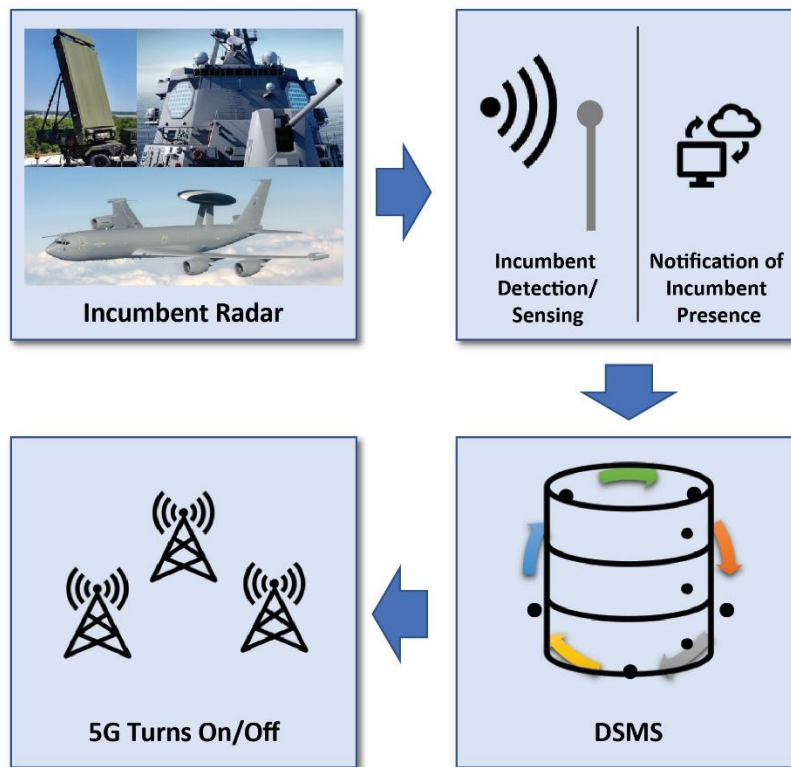 Incumbent Radar
Incumbent
Detection/
Sensing
Notification of
Incumbent
Presence
5G Turns On/Off
DSMS